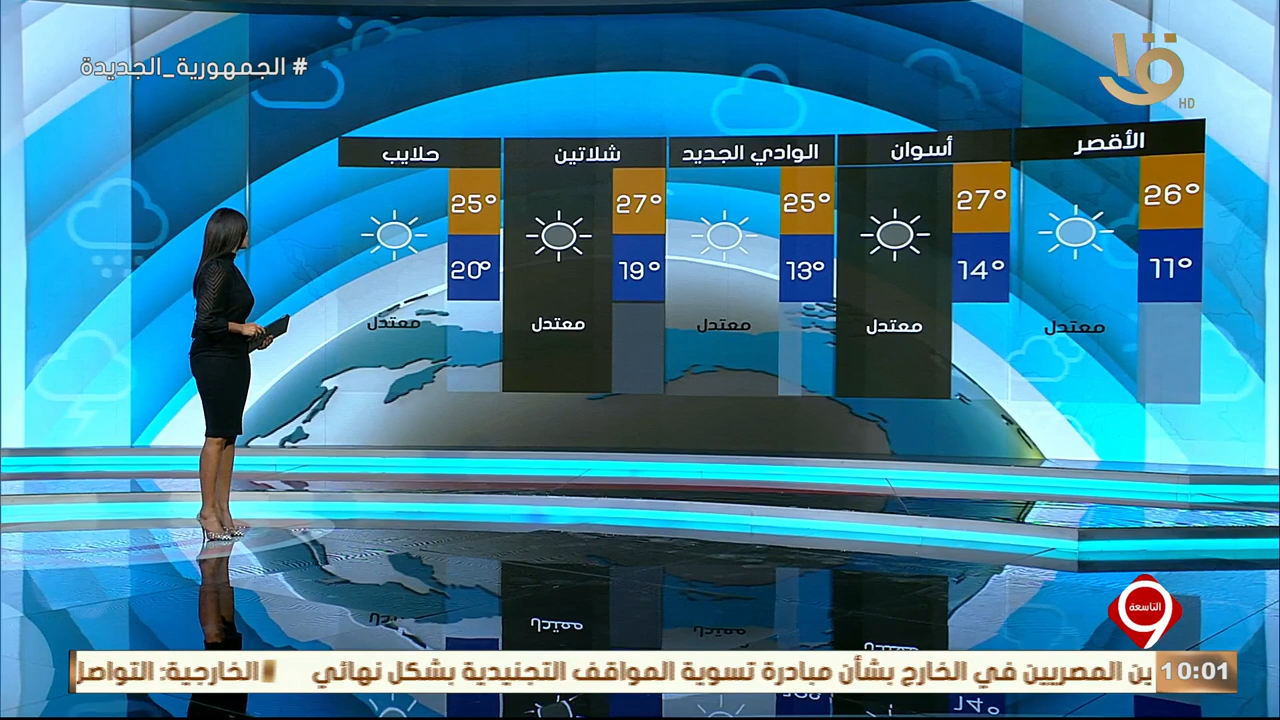 # الجمهورية_الجديدة
HD
الأقصر
26°
11°
معتدل
أسوان
27°
14°
معتدل
الوادي الجديد
25°
13°
معتدل
شلاتين
27°
19°
معتدل
حلايب
25°
20°
معتدل
التاسعة
9
10:01
ين المصريين في الخارج بشأن مبادرة تسوية المواقف التجنيدية بشكل نهائي الخارجية: التواصل